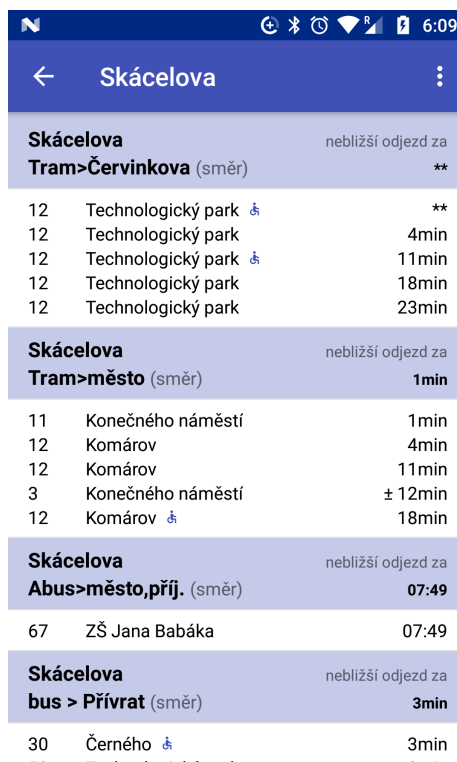 R 6:09
Skácelova
Skácelova nebližší odjezd za
Tram>Červinkova (směr) **
12 Technologický park **
12 Technologický park 4min
12 Technologický park 11min
12 Technologický park 18min
12 Technologický park 23min
Skácelova nebližší odjezd za
Tram>město (směr) 1min
11 Konečného náměstí 1min
12 Komárov 4min
12 Komárov 11min
3 Konečného náměstí ± 12min
12 Komárov 18min
Skácelova nebližší odjezd za
Abus>město,příj. (směr) 07:49
67 ZŠ Jana Babáka 07:49
Skácelova nebližší odjezd za
bus > Přívrat (směr) 3min
30 Černého 3min